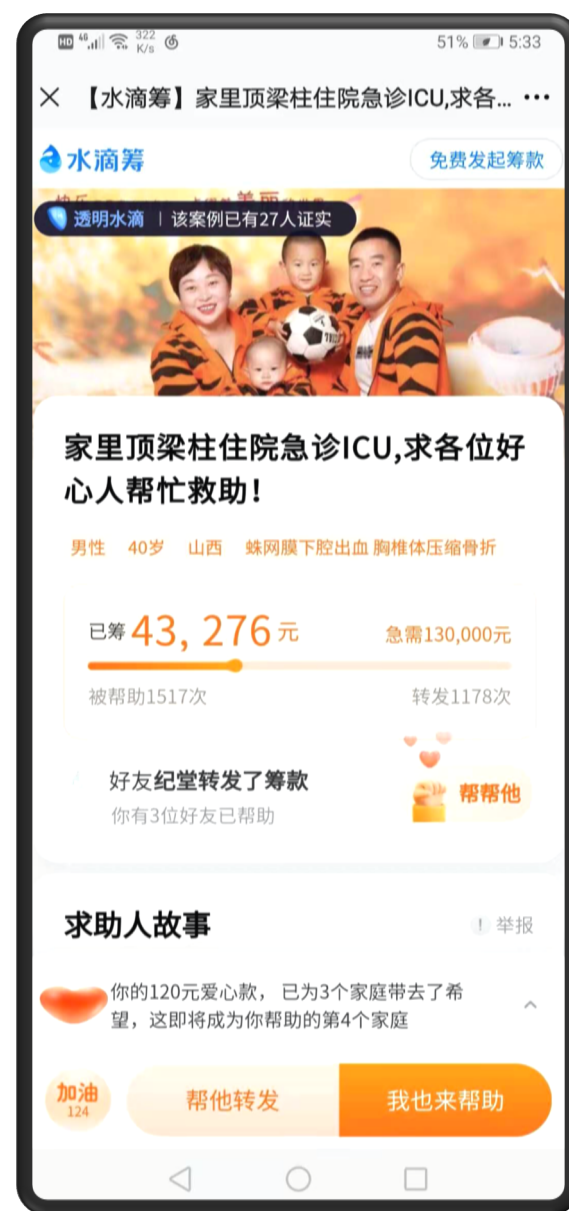 HD 4G 322 K/s 51% 5:33
【水滴筹】家里顶梁柱住院急诊ICU,求各...
水滴筹 免费发起筹款
透明水滴 | 该案例已有27人证实
家里顶梁柱住院急诊ICU,求各位好
心人帮忙救助！
男性 40岁 山西 蛛网膜下腔出血 胸椎体压缩骨折
已筹 43,276 元 急需130,000元
被帮助1517次 转发1178次
好友纪堂转发了筹款
你有3位好友已帮助
帮帮他
求助人故事 举报
你的120元爱心款， 已为3个家庭带去了希
望，这即将成为你帮助的第4个家庭
加油
124
帮他转发 我也来帮助